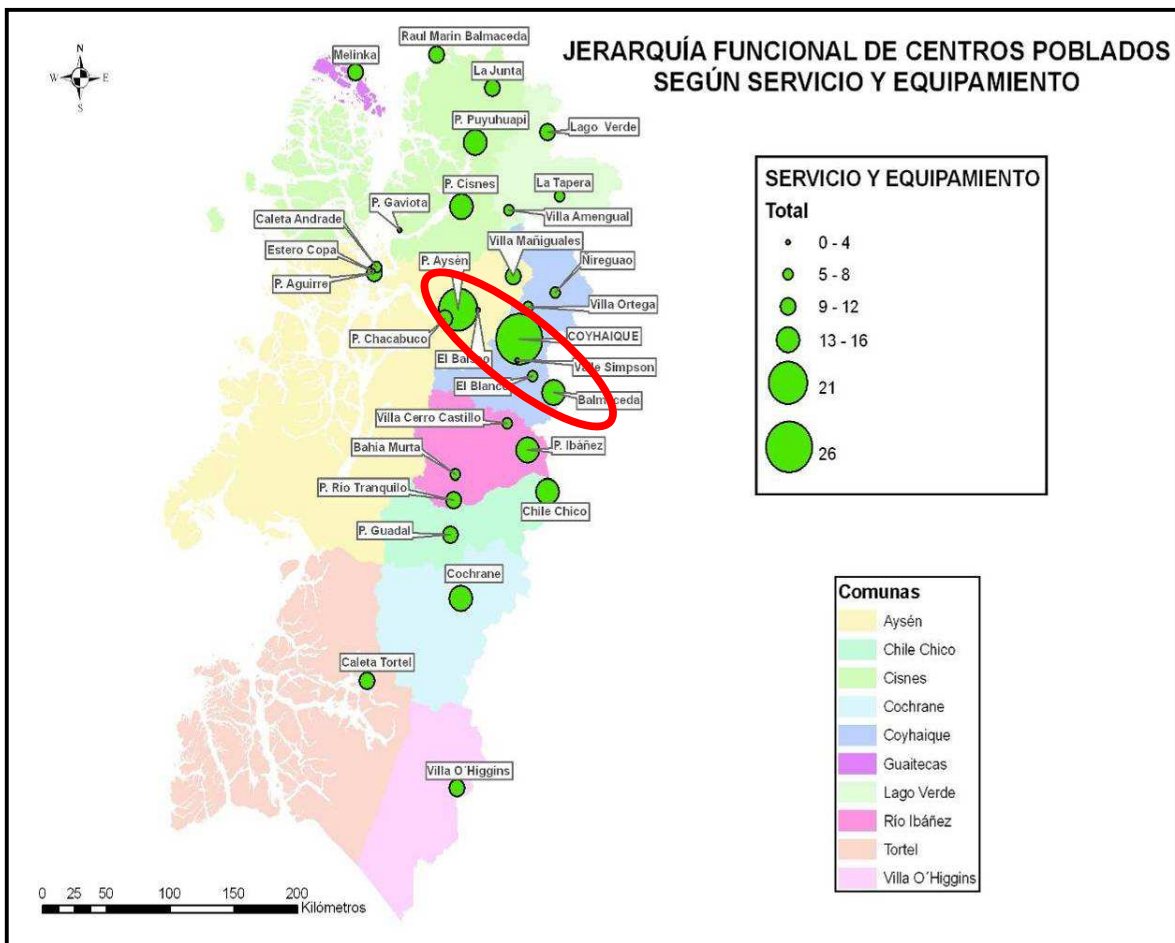 JERARQUÍA FUNCIONAL DE CENTROS POBLADOS
SEGÚN SERVICIO Y EQUIPAMIENTO
N
W
E
S
Raul Marin Balmaceda
Melinka
La Junta
P. Puyuhuapi
Lago Verde
P. Cisnes
La Tapera
P. Gaviota
Villa Amengual
Caleta Andrade
Estero Copa
P. Aguirre
Villa Mañiguales
P. Aysén
Ñireguao
Villa Ortega
P. Chacabuco
COYHAIQUE
El Balseo
Valle Simpson
El Blanco
Balmaceda
Villa Cerro Castillo
P. Ibáñez
Bahia Murta
P. Rio Tranquilo
Chile Chico
P. Guadal
Cochrane
Caleta Tortel
Villa O´Higgins
SERVICIO Y EQUIPAMIENTO
Total
0 - 4
5 - 8
9 - 12
13 - 16
21
26
Comunas
Aysén
Chile Chico
Cisnes
Cochrane
Coyhaique
Guaitecas
Lago Verde
Río Ibáñez
Tortel
Villa O´Higgins
0 25 50 100 150 200
Kilómetros